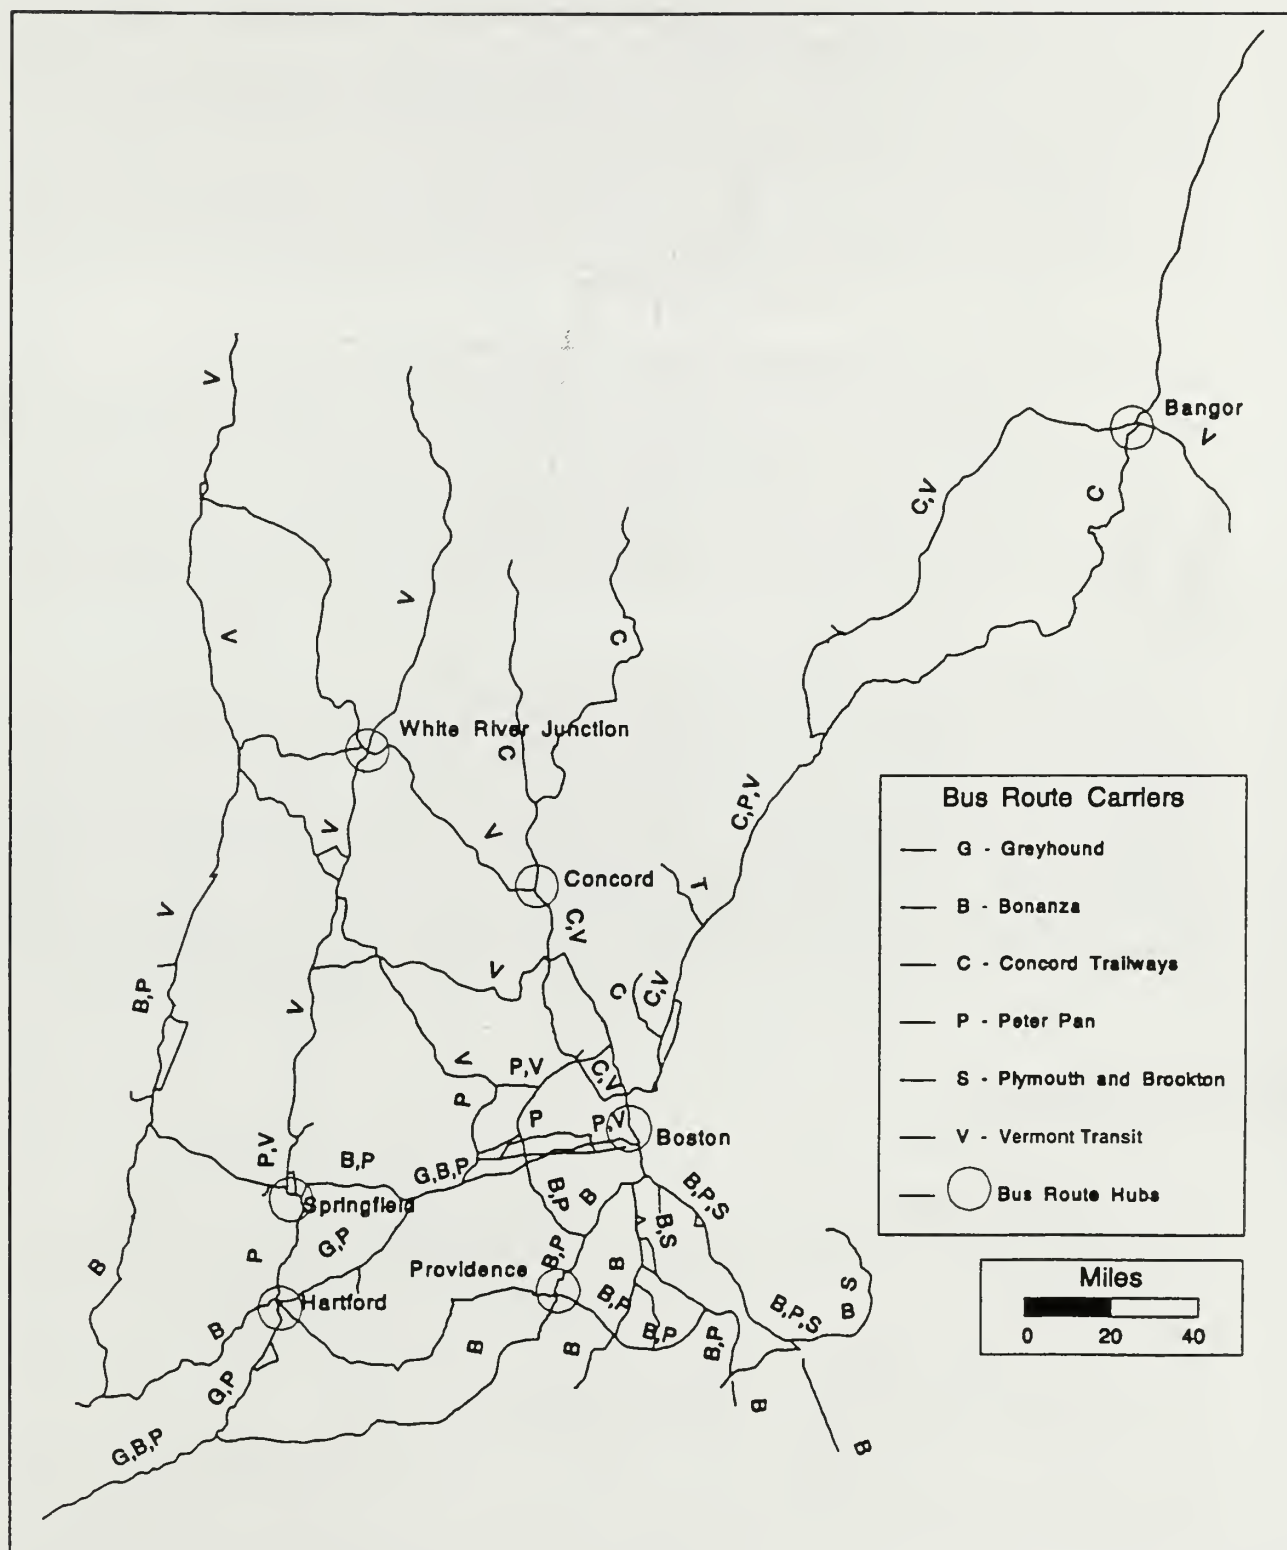 Bangor
V
V
C,V
C
V
V
C
White River Junction
C
V
V
C,P,V
Concord
T
V
C,V
V
C
C,V
B,P
V
V
P,V
C,V
P
P
P,V
Boston
P,V
B,P
G,B,P
B,P
B
B,P,S
B,S
Springfield
P
G,P
Providence
B,P
B
B
Hartford
B,P
B,P
B,P
B,P,S
S
B
B
B
B
G,P
G,B,P
B
B
Bus Route Carriers
G - Greyhound
B - Bonanza
C - Concord Trailways
P - Peter Pan
S - Plymouth and Brockton
V - Vermont Transit
Bus Route Hubs
Miles
0 20 40